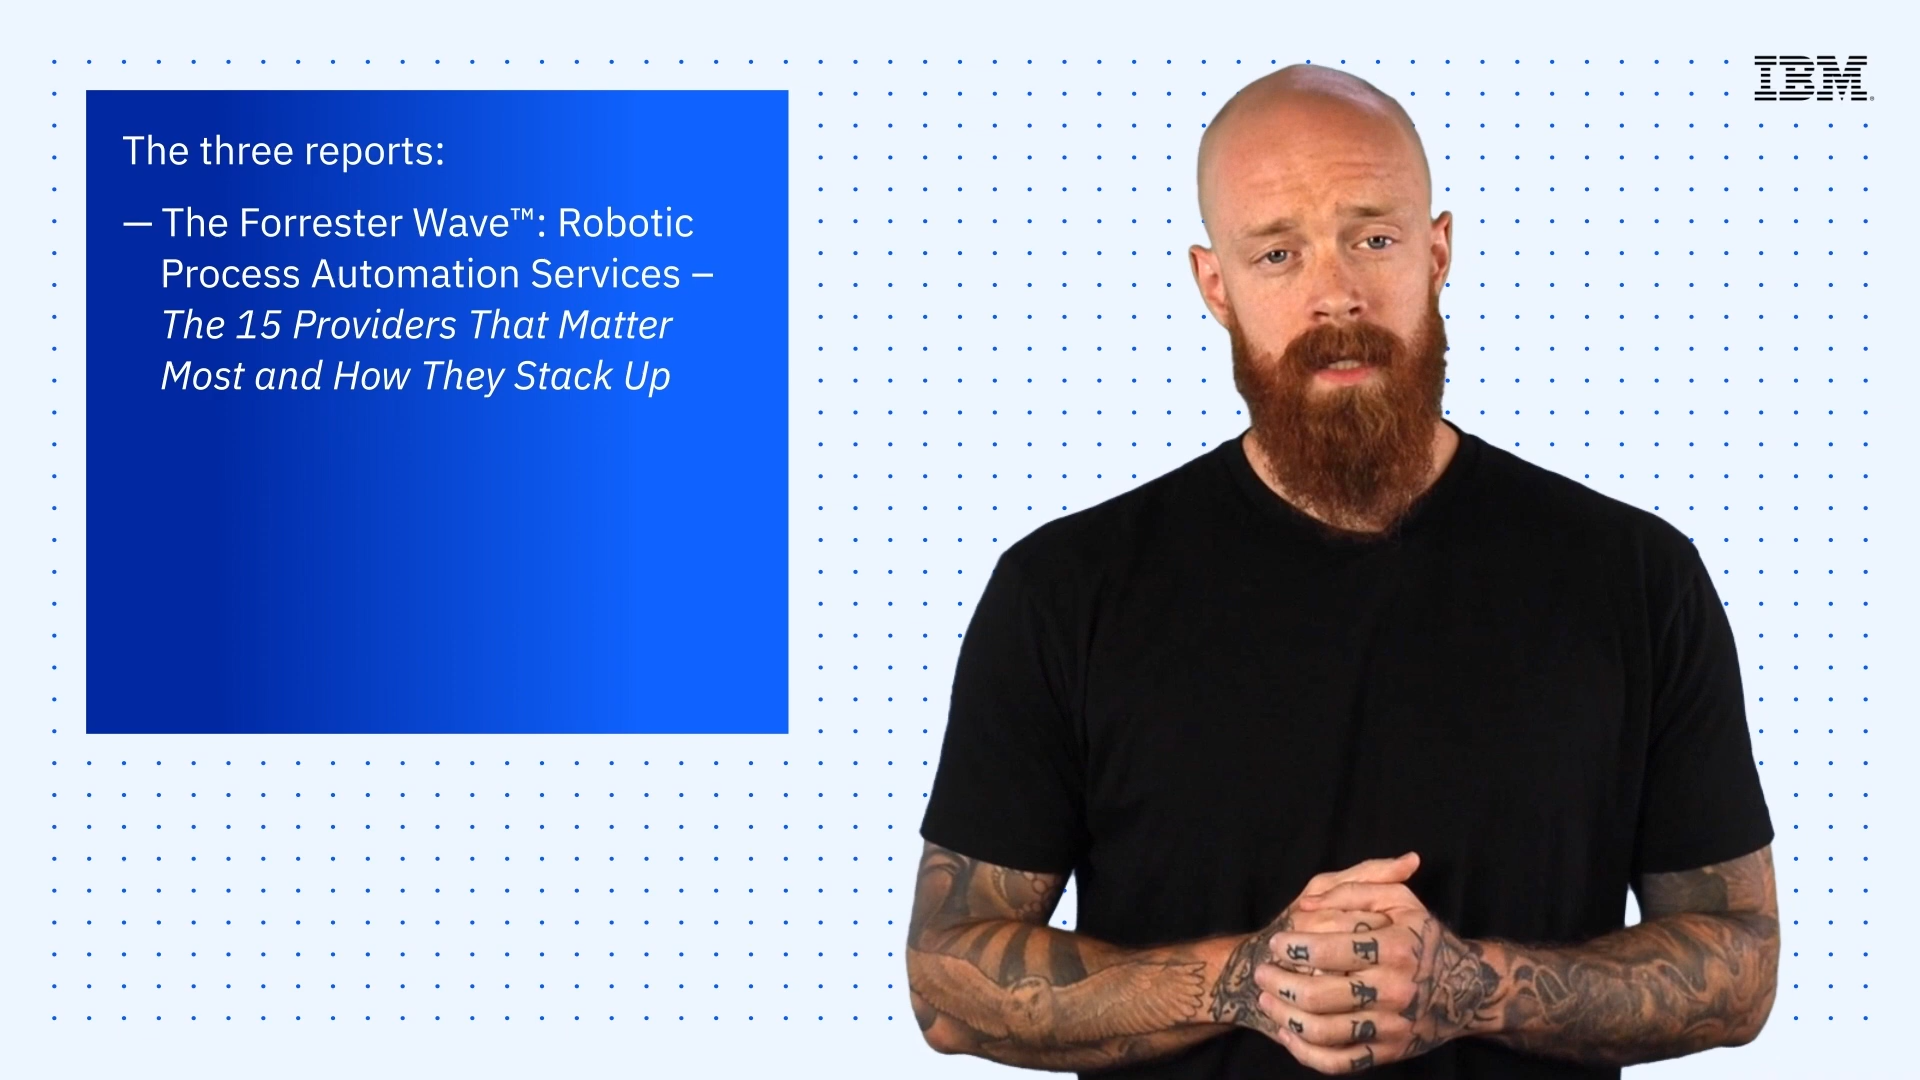 IBM
The three reports:
— The Forrester Wave™: Robotic
Process Automation Services –
The 15 Providers That Matter
Most and How They Stack Up
FAST